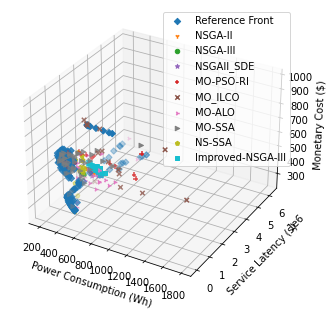 Reference Front
NSGA-II
NSGA-III
NSGAII_SDE
MO-PSO-RI
MO_ILCO
MO-ALO
MO-SSA
NS-SSA
Improved-NSGA-III
1000
900
800
700
600
500
400
300
Monetary Cost ($)
200 400 600 800 1000 1200 1400 1600 1800
Power Consumption (Wh)
0 1 2 3 4 5 6
Service Latency (s)